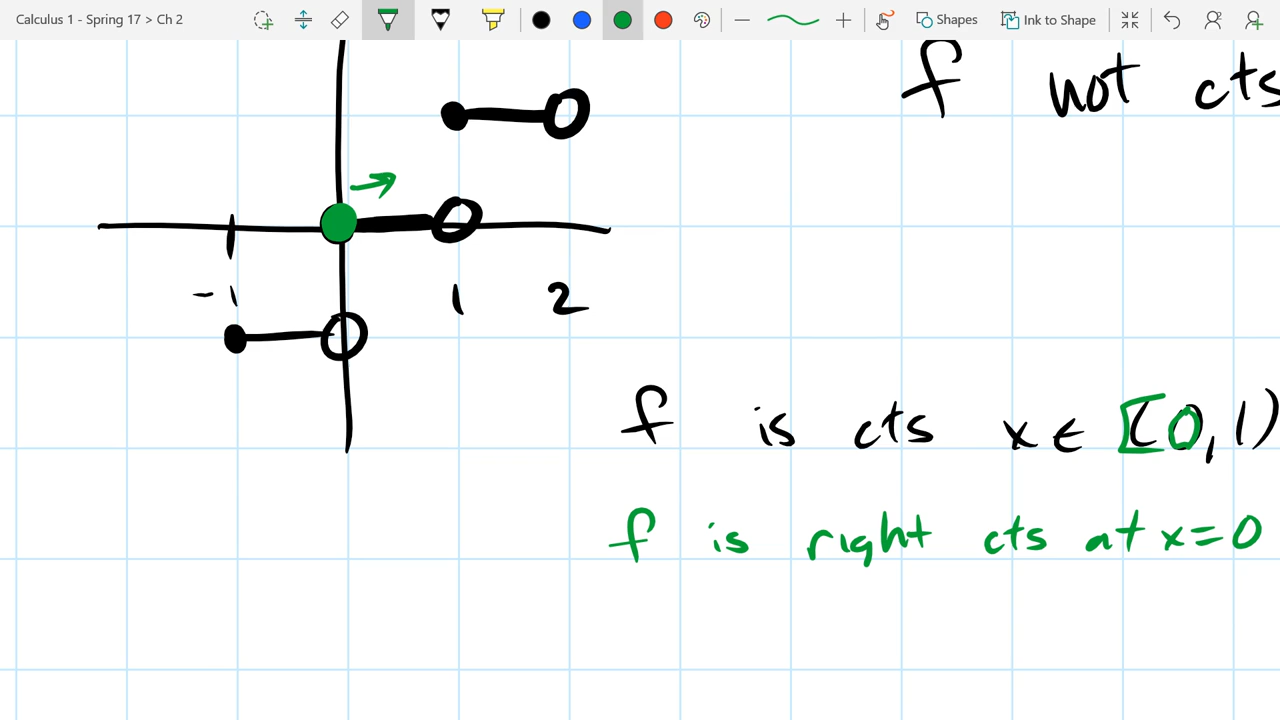 Calculus 1 - Spring 17 > Ch 2
Shapes
Ink to Shape
f not cts
-1 1 2
f is cts x ∈ [0, 1)
f is right cts at x=0